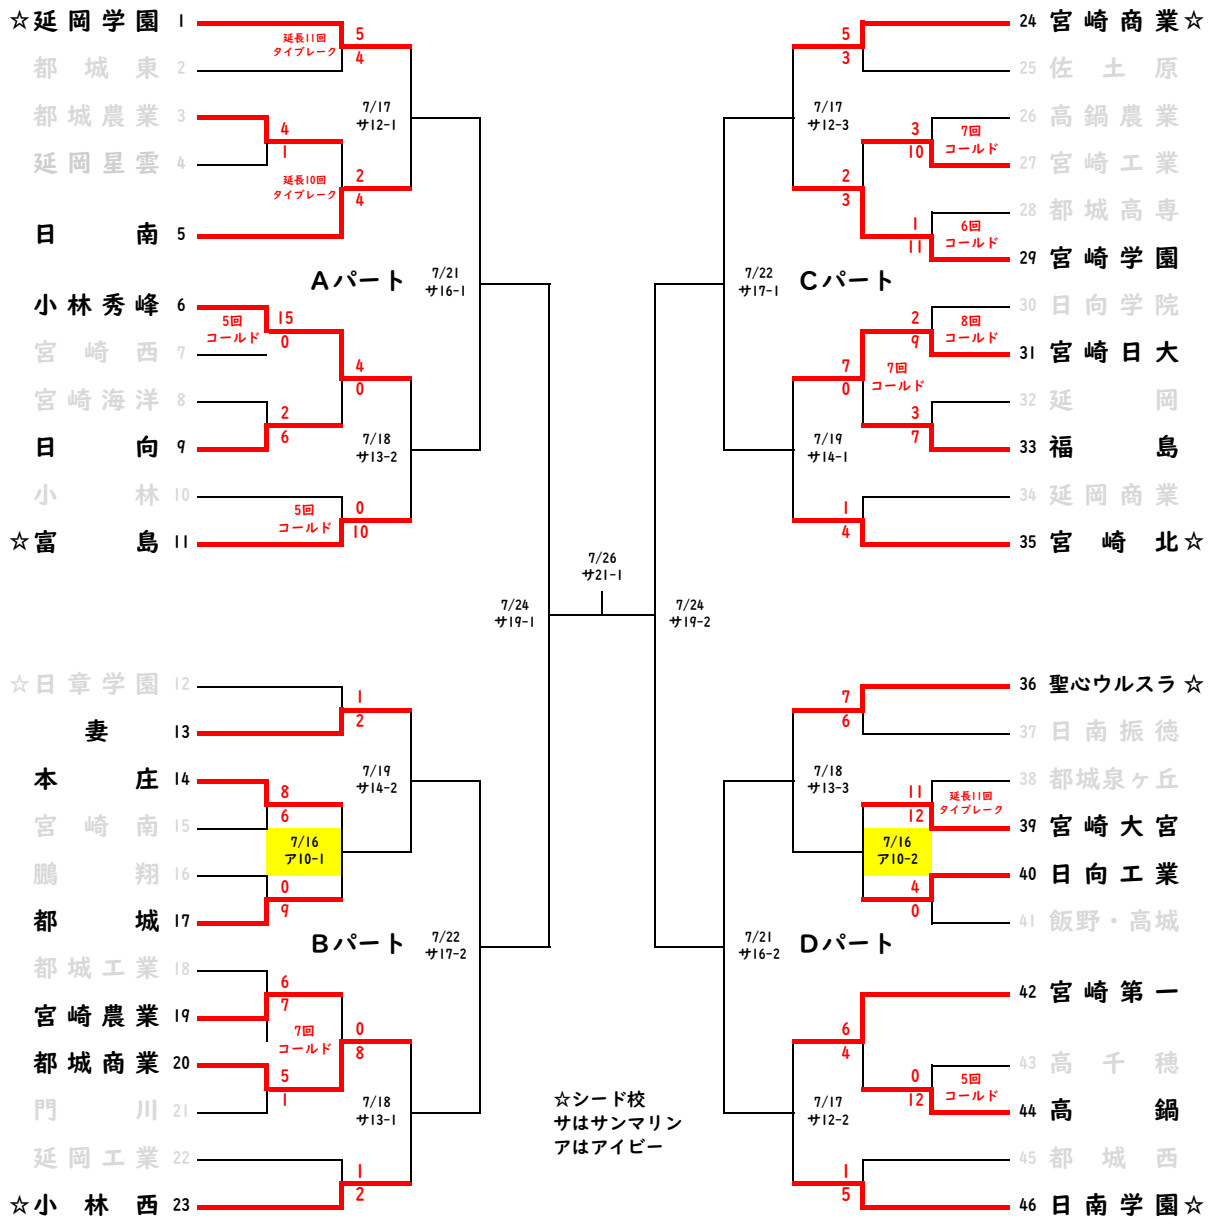 ☆延岡学園 1
5
延長11回
タイブレーク
4
都城東 2
7/17
サ12-1
都城農業 3
4
1
延岡星雲 4
延長10回
タイブレーク
2
4
日南 5
Aパート
7/21
サ16-1
小林秀峰 6
5回
コールド
15
0
宮崎西 7
4
0
宮崎海洋 8
2
6
日向 9
7/18
サ13-2
小林 10
5回
コールド
0
10
☆富島 11
7/24
サ19-1
7/26
サ21-1
7/24
サ19-2
☆日章学園 12
1
2
妻 13
7/19
サ14-2
本庄 14
8
6
宮崎南 15
7/16
ア10-1
鵬翔 16
0
9
都城 17
Bパート
7/22
サ17-2
都城工業 18
6
7
宮崎農業 19
7回
コールド
0
8
都城商業 20
5
1
門川 21
7/18
サ13-1
延岡工業 22
1
2
☆小林西 23
24 宮崎商業☆
5
3
25 佐土原
7/17
サ12-3
26 高鍋農業
3
10
7回
コールド
27 宮崎工業
2
3
28 都城高専
1
11
6回
コールド
29 宮崎学園
7/22
サ17-1
Cパート
30 日向学院
2
9
8回
コールド
31 宮崎日大
7
0
7回
コールド
32 延岡
3
7
33 福島
7/19
サ14-1
34 延岡商業
1
4
35 宮崎北☆
36 聖心ウルスラ☆
7
6
37 日南振徳
7/18
サ13-3
38 都城泉ヶ丘
11
12
延長11回
タイブレーク
39 宮崎大宮
7/16
ア10-2
40 日向工業
4
0
41 飯野・高城
7/21
サ16-2
Dパート
42 宮崎第一
6
4
43 高千穂
0
12
5回
コールド
44 高鍋
7/17
サ12-2
45 都城西
1
5
46 日南学園☆
☆シード校
サはサンマリン
アはアイビー